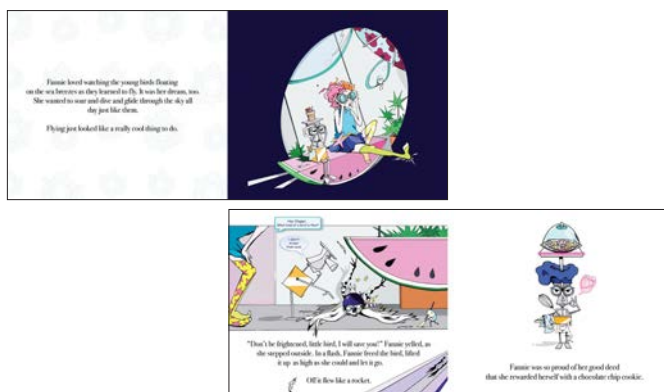 Fannie loved watching the young birds floating
on the sea breezes as they learned to fly. It was her dream, too.
She wanted to soar and dive and glide through the sky all
day just like them.
Flying just looked like a really cool thing to do.
"Don't be frightened, little bird, I will save you!" Fannie yelled, as
she stepped outside. In a flash, Fannie freed the bird, lifted
it up as high as she could and let it go.
Off it flew like a rocket.
Fannie was so proud of her good deed
that she rewarded herself with a chocolate chip cookie.